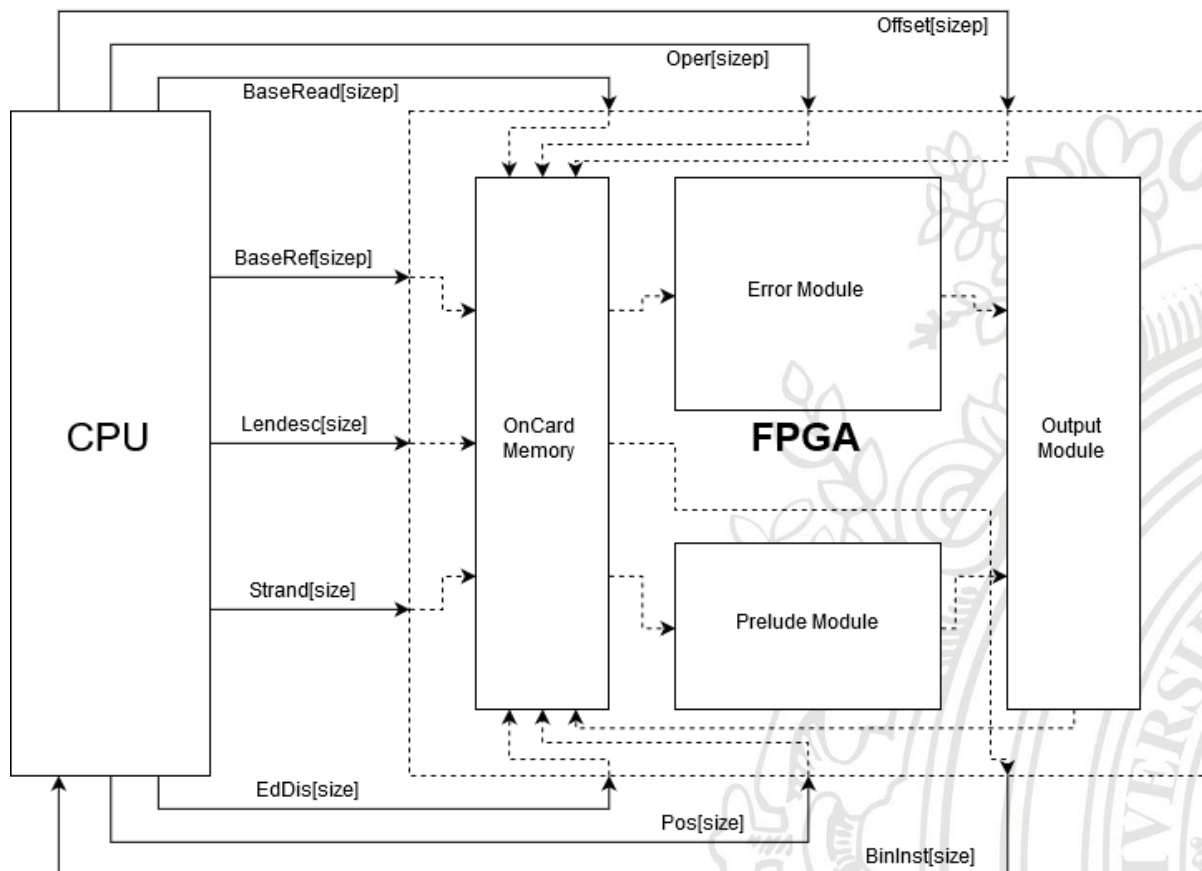 Offset[sizep]
Oper[sizep]
BaseRead[sizep]
BaseRef[sizep]
Error Module
CPU
Lendesc[size]
OnCard
Memory
FPGA
Output
Module
Strand[size]
Prelude Module
EdDis[size]
Pos[size]
BinInst[size]
VERSI